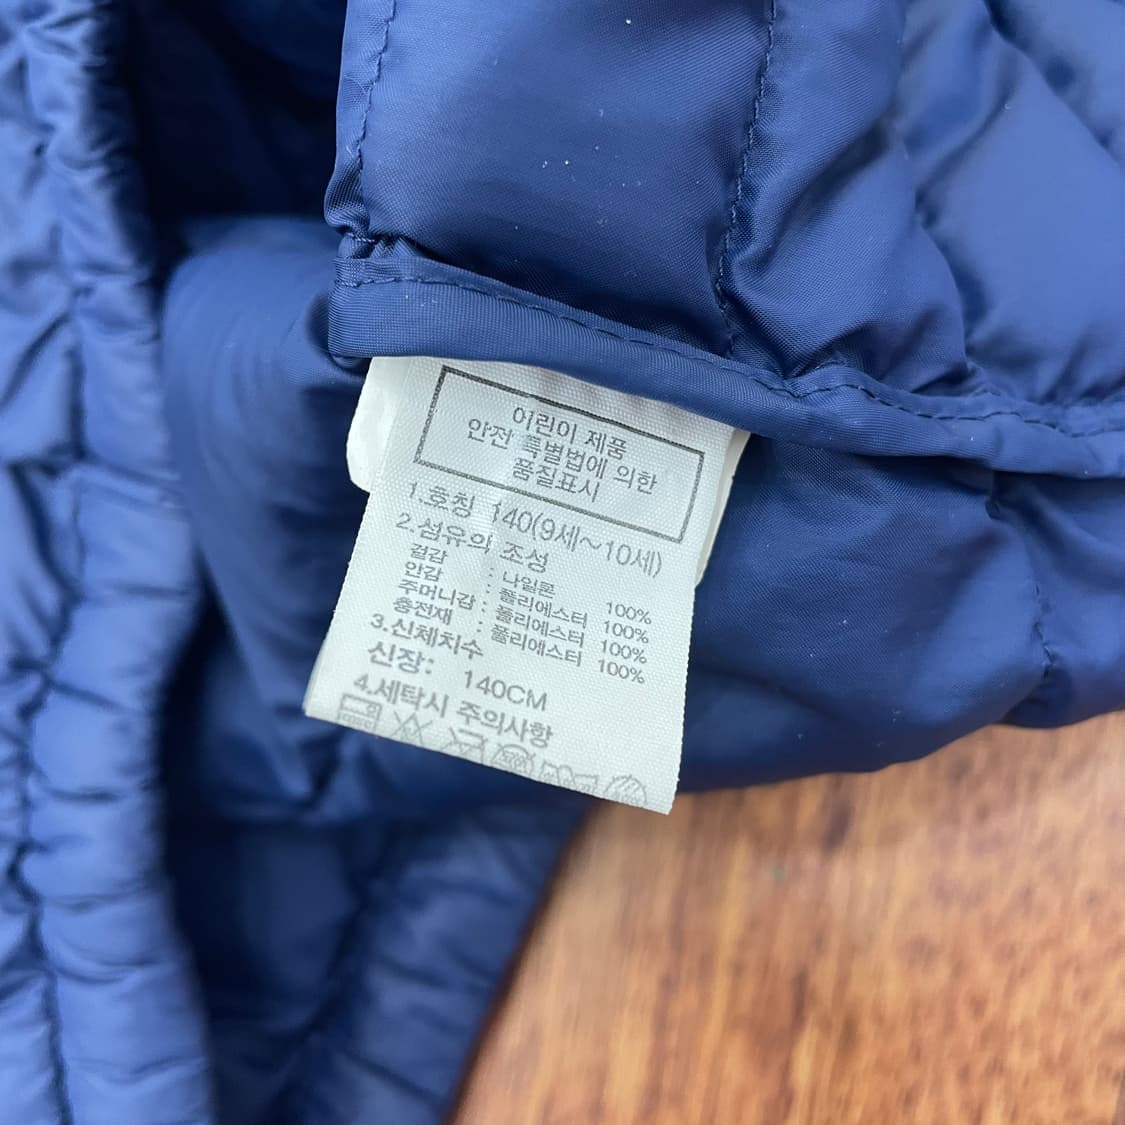 어린이 제품
안전 특별법에 의한
품질표시
1.호칭 140(9세~10세)
2.섬유의 조성
겉감 : 나일론 100%
안감 : 폴리에스터 100%
주머니감 : 폴리에스터 100%
충전재 : 폴리에스터 100%
3.신체치수
신장: 140CM
4.세탁시 주의사항